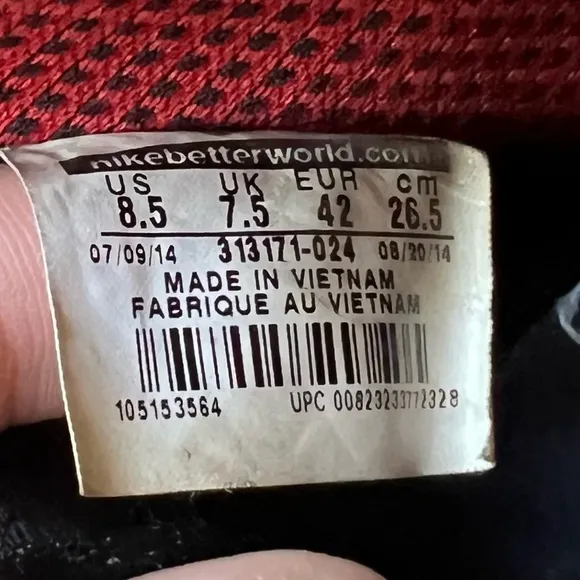 nikebetterworld.com
US UK EUR cm
8.5 7.5 42 26.5
07/09/14 313171-024 08/20/14
MADE IN VIETNAM
FABRIQUE AU VIETNAM
105153564 UPC 00823233772328